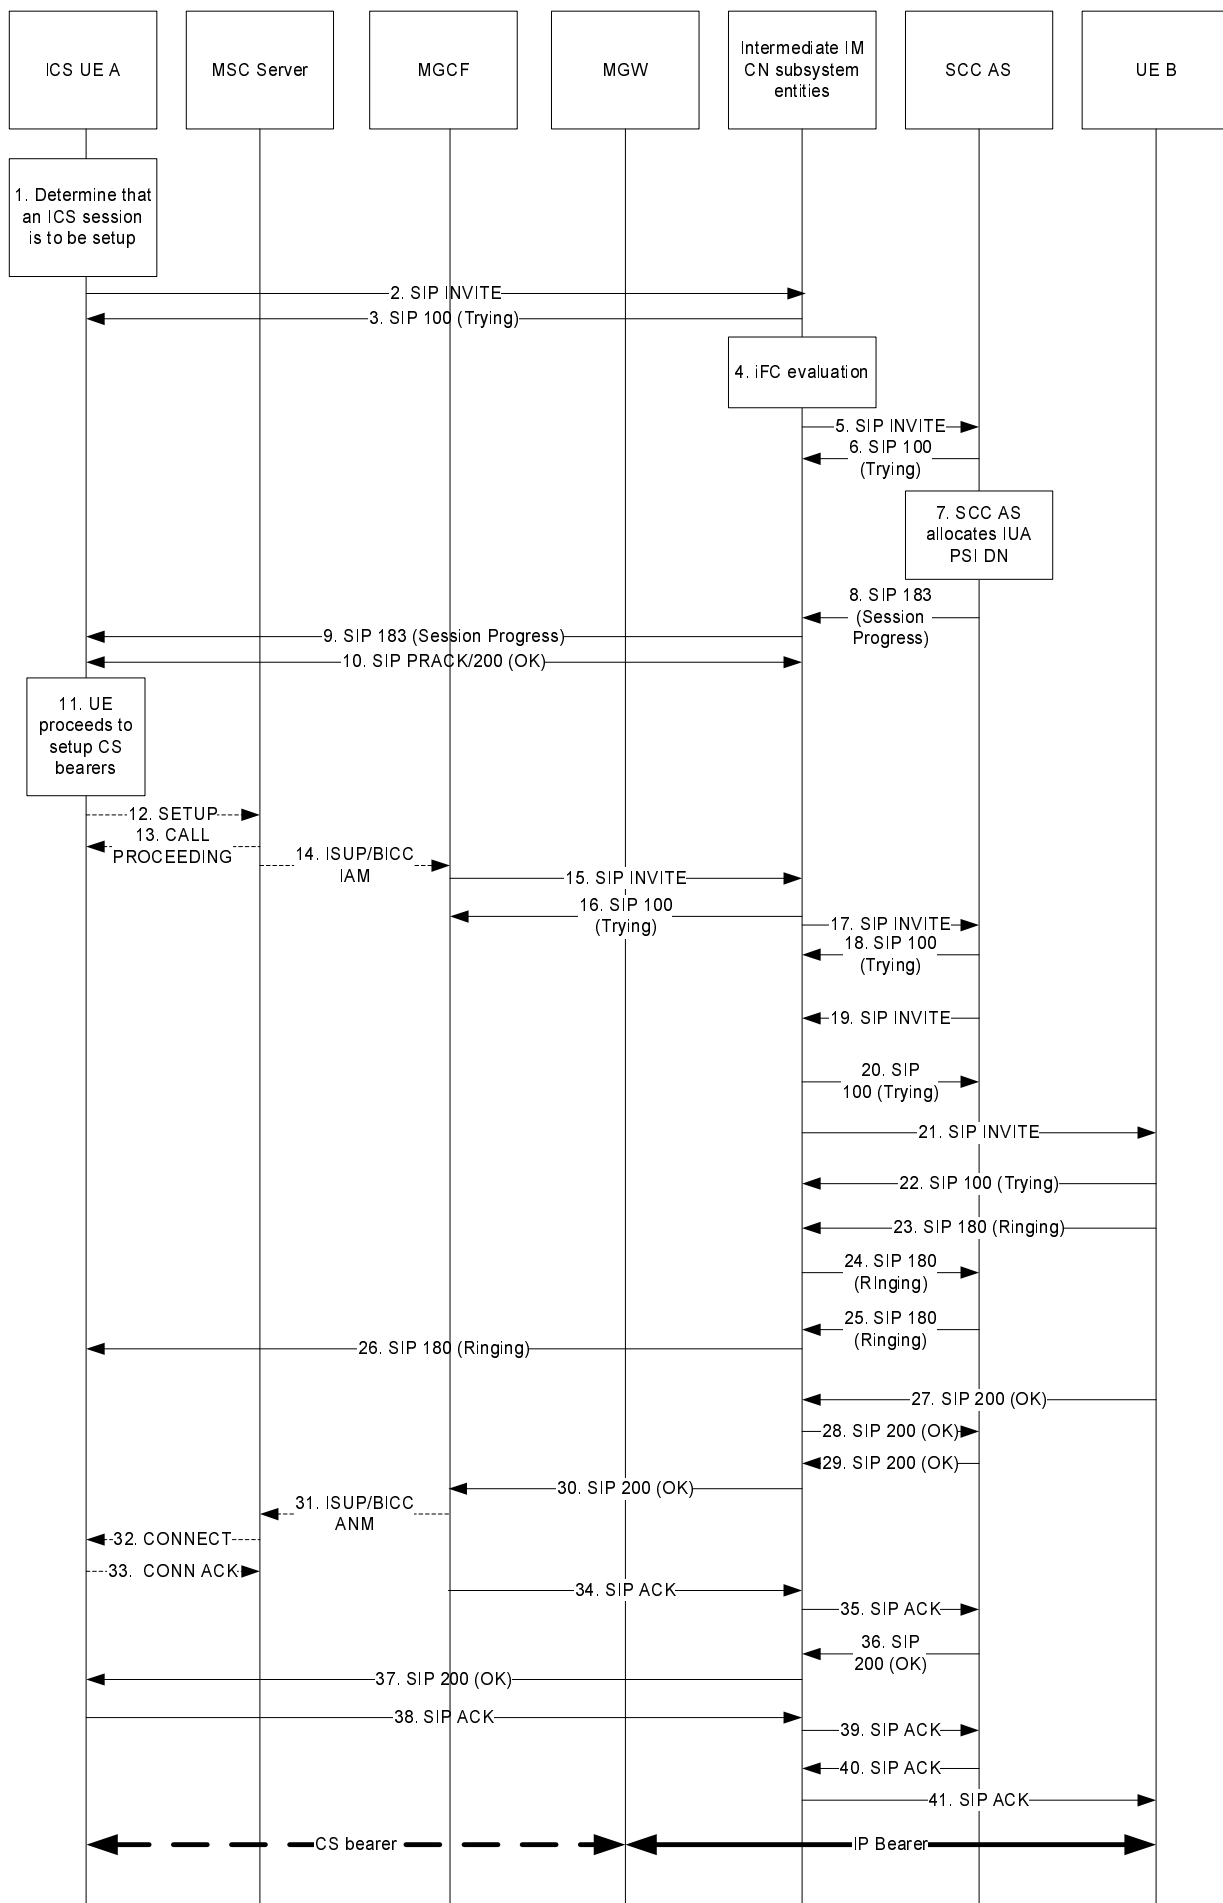 ICS UE A
MSC Server
MGCF
MGW
Intermediate IM
CN subsystem
entities
SCC AS
UE B
1. Determine that
an ICS session
is to be setup
2. SIP INVITE
3. SIP 100 (Trying)
4. iFC evaluation
5. SIP INVITE
6. SIP 100
(Trying)
7. SCC AS
allocates IUA
PSI DN
8. SIP 183
(Session
Progress)
9. SIP 183 (Session Progress)
10. SIP PRACK/200 (OK)
11. UE
proceeds to
setup CS
bearers
12. SETUP
13. CALL
PROCEEDING
14. ISUP/BICC
IAM
15. SIP INVITE
16. SIP 100
(Trying)
17. SIP INVITE
18. SIP 100
(Trying)
19. SIP INVITE
20. SIP
100 (Trying)
21. SIP INVITE
22. SIP 100 (Trying)
23. SIP 180 (Ringing)
24. SIP 180
(RInging)
25. SIP 180
(Ringing)
26. SIP 180 (Ringing)
27. SIP 200 (OK)
28. SIP 200 (OK)
29. SIP 200 (OK)
30. SIP 200 (OK)
31. ISUP/BICC
ANM
32. CONNECT
33. CONN ACK
34. SIP ACK
35. SIP ACK
36. SIP
200 (OK)
37. SIP 200 (OK)
38. SIP ACK
39. SIP ACK
40. SIP ACK
41. SIP ACK
CS bearer
IP Bearer